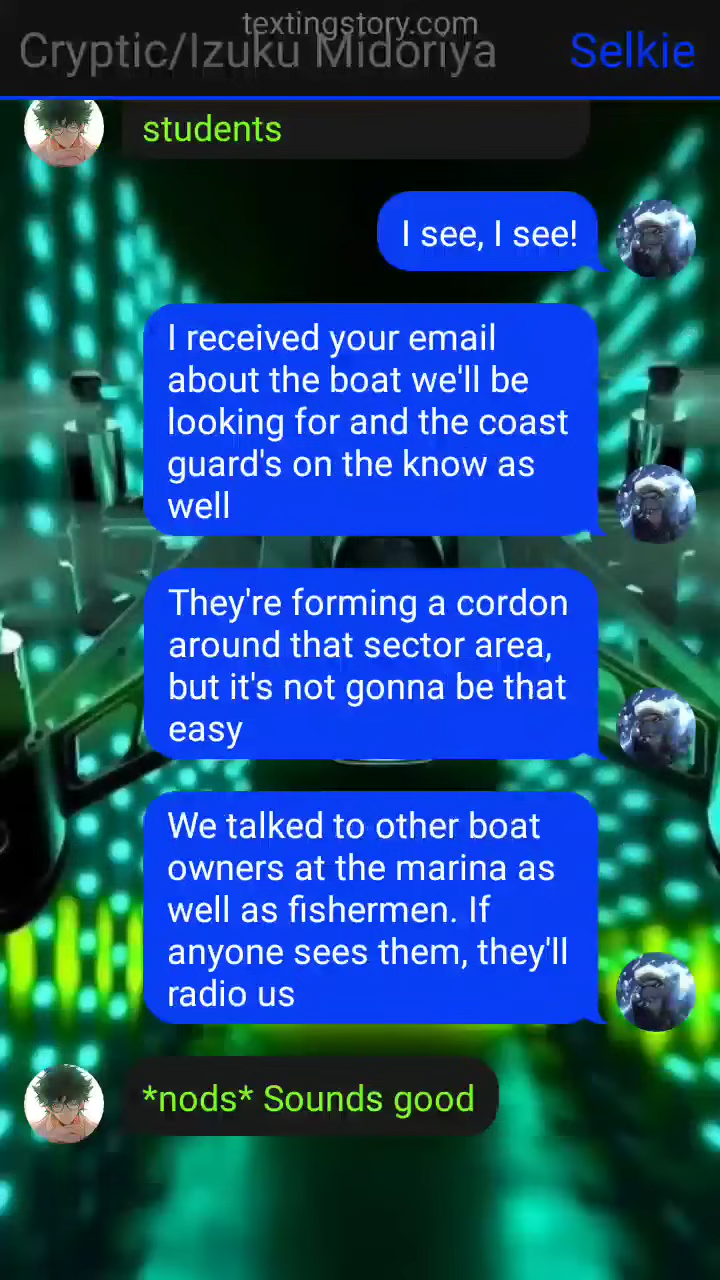 textingstory.com
Cryptic/Izuku Midoriya
Selkie
students
I see, I see!
I received your email
about the boat we'll be
looking for and the coast
guard's on the know as
well
They're forming a cordon
around that sector area,
but it's not gonna be that
easy
We talked to other boat
owners at the marina as
well as fishermen. If
anyone sees them, they'll
radio us
*nods* Sounds good